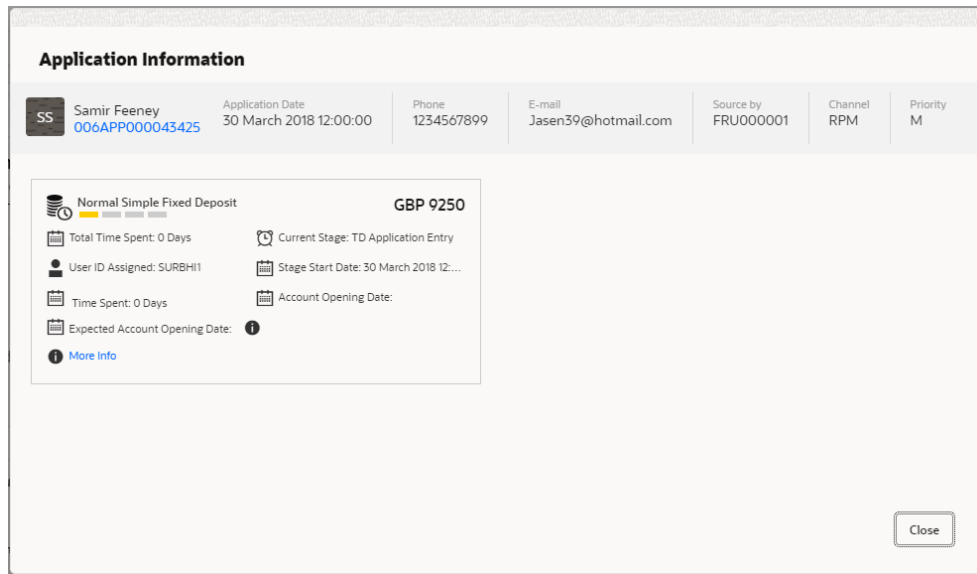 Application Information
SS
Samir Feeney
006APP000043425
Application Date
30 March 2018 12:00:00
Phone
1234567899
E-mail
Jasen39@hotmail.com
Source by
FRU000001
Channel
RPM
Priority
M
Normal Simple Fixed Deposit
GBP 9250
Total Time Spent: 0 Days
Current Stage: TD Application Entry
User ID Assigned: SURBHI1
Stage Start Date: 30 March 2018 12:...
Time Spent: 0 Days
Account Opening Date:
Expected Account Opening Date:
More Info
Close